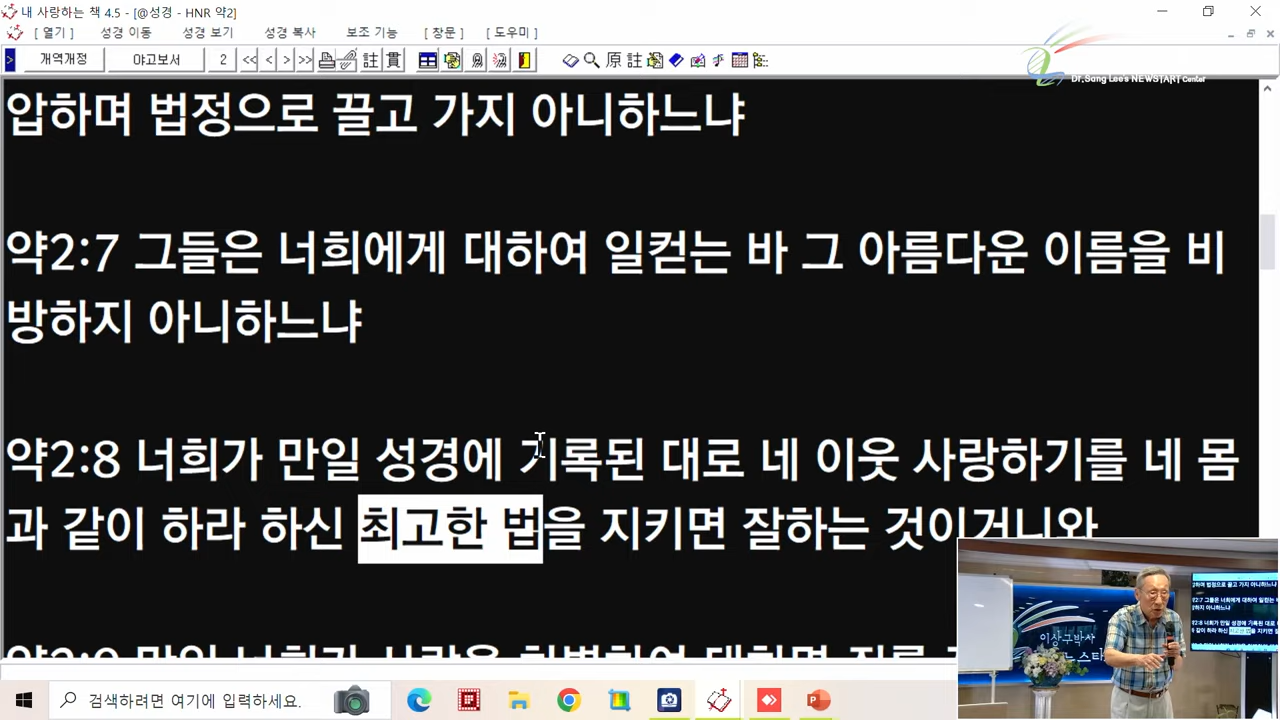 내 사랑하는 책 4.5 - [@성경 - HNR 약2]
[ 열기 ] 성경 이동 성경 보기 성경 복사 보조 기능 [ 창문 ] [ 도우미 ]
개역개정 야고보서 2 << < > >> 註 貫 原 註
Dr.Sang Lee's NEWSTART Center
압하며 법정으로 끌고 가지 아니하느냐
약2:7 그들은 너희에게 대하여 일컫는 바 그 아름다운 이름을 비
방하지 아니하느냐
약2:8 너희가 만일 성경에 기록된 대로 네 이웃 사랑하기를 네 몸
과 같이 하라 하신 최고한 법을 지키면 잘하는 것이거니와
이상구박사
검색하려면 여기에 입력하세요.